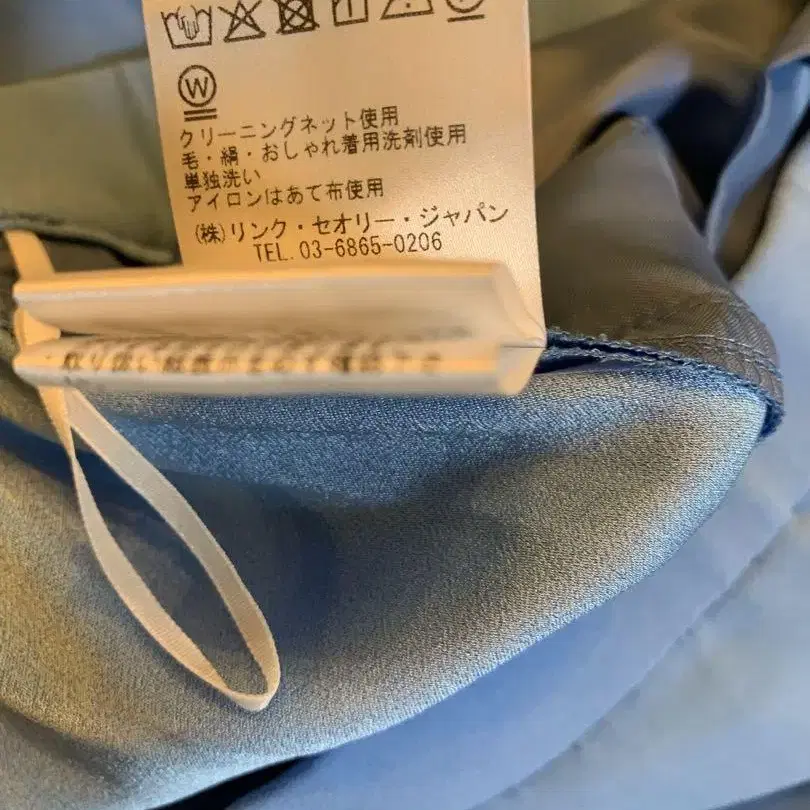 W
クリーニングネット使用
毛・絹・おしゃれ着用洗剤使用
単独洗い
アイロンはあて布使用
(株)リンク・セオリー・ジャパン
TEL. 03-6865-0206